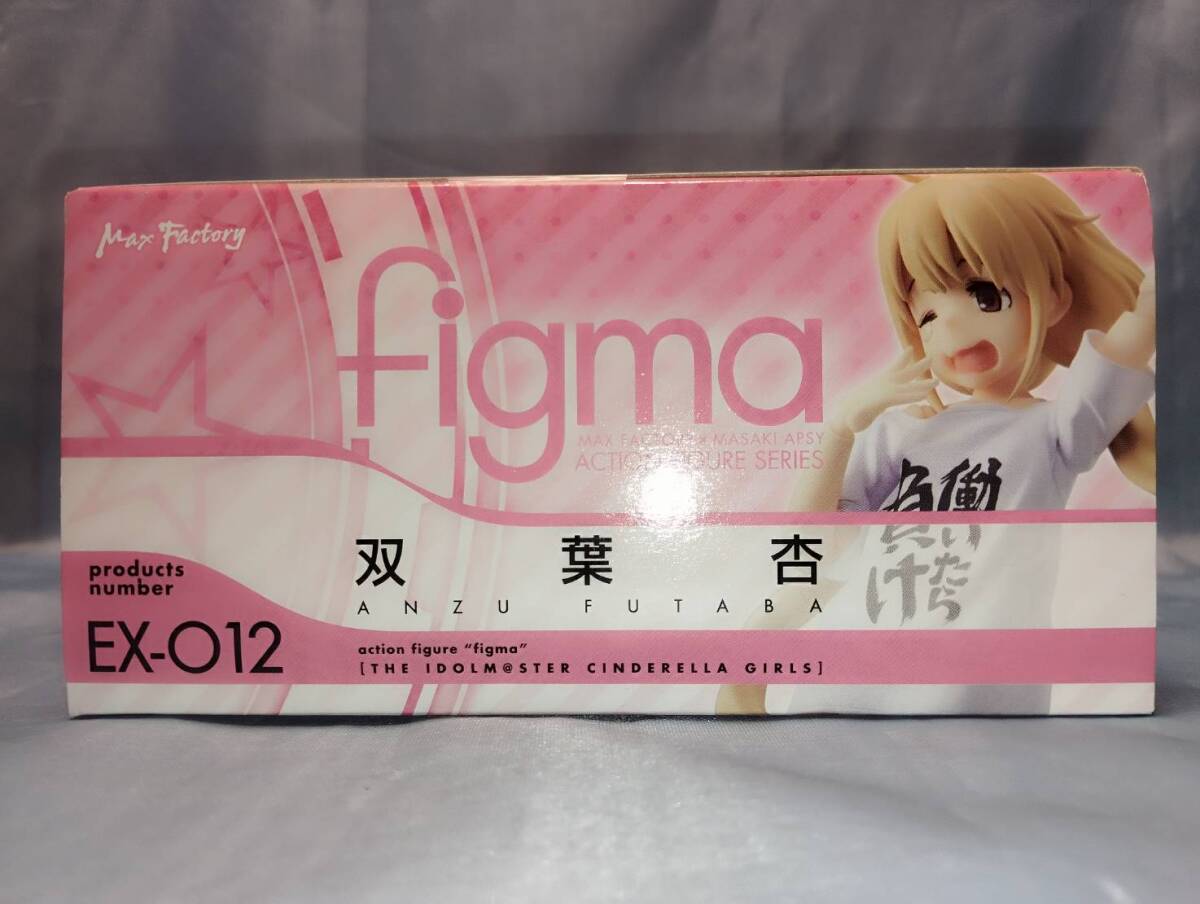 Max Factory
figma
MAX FACTORY × MASAKI APSY
ACTION FIGURE SERIES
働いたら
負け
双葉杏
ANZU FUTABA
products
number
EX-012
action figure "figma"
[THE IDOLM@STER CINDERELLA GIRLS]